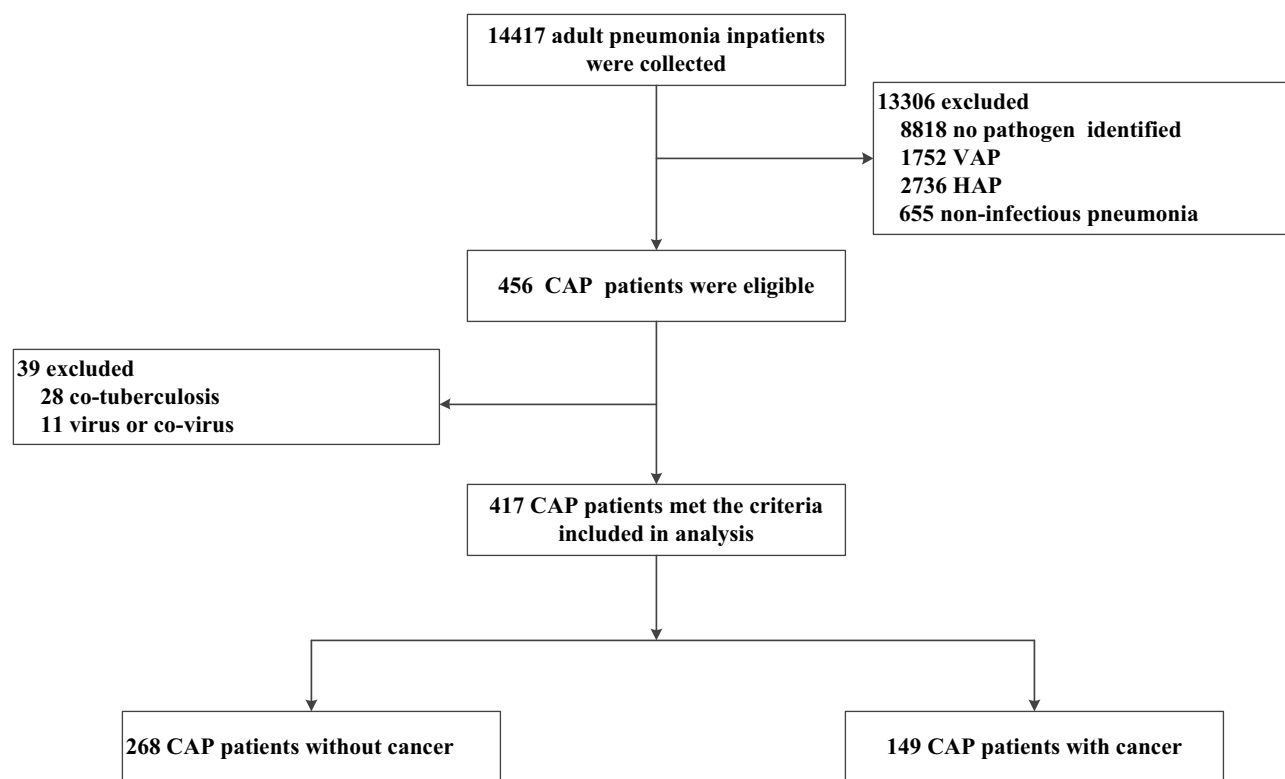 14417 adult pneumonia inpatients
were collected
13306 excluded
8818 no pathogen identified
1752 VAP
2736 HAP
655 non-infectious pneumonia
456 CAP patients were eligible
39 excluded
28 co-tuberculosis
11 virus or co-virus
417 CAP patients met the criteria
included in analysis
268 CAP patients without cancer
149 CAP patients with cancer